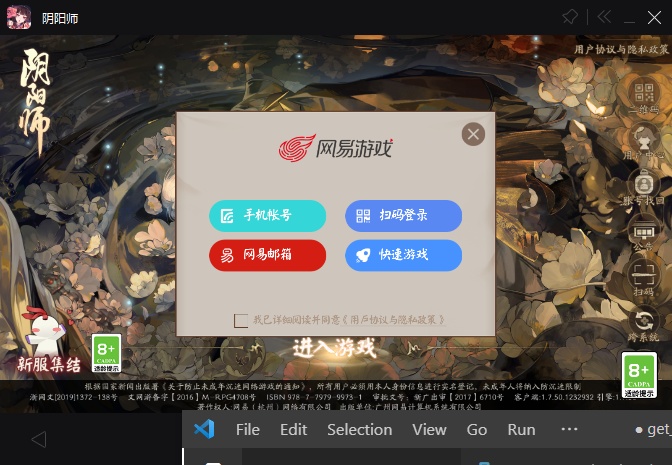 阴阳师
用户协议与隐私政策
阴阳师
二维码
用户中心
账号找回
公告
扫码
跨系统
网易游戏
手机帐号
扫码登录
网易邮箱
快速游戏
我已详细阅读并同意《用户协议与隐私政策》
进入游戏
新服集结
8+
CADPA
适龄提示
8+
CADPA
适龄提示
根据国家新闻出版署《关于防止未成年沉迷网络游戏的通知》，所有用户必须用本人身份信息进行实名登记，未成年人将纳入防沉迷限制
浙网文[2019]1372-138号 文网游备字【2016】M-RPG4708号 ISBN 978-7-7979-9973-1 审批文号：新广出审【2017】6710号 客户端:1.7.50.1232932 引擎:1.
著作权人:网易（杭州）网络有限公司 出版单位:广州网易计算机系统有限公司
File Edit Selection View Go Run ··· ● get_